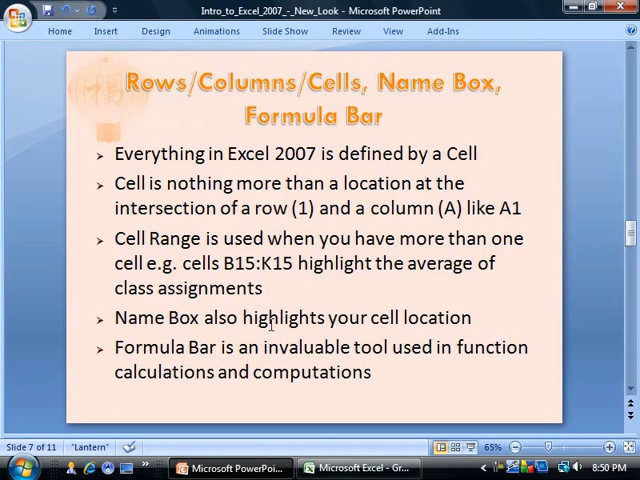 Intro_to_Excel_2007_-_New_Look - Microsoft PowerPoint
Home Insert Design Animations Slide Show Review View Add-Ins
Rows/Columns/Cells, Name Box,
Formula Bar
Everything in Excel 2007 is defined by a Cell
Cell is nothing more than a location at the
intersection of a row (1) and a column (A) like A1
Cell Range is used when you have more than one
cell e.g. cells B15:K15 highlight the average of
class assignments
Name Box also highlights your cell location
Formula Bar is an invaluable tool used in function
calculations and computations
Slide 7 of 11 "Lantern" 65%
Microsoft PowerPoi... Microsoft Excel - Gr... 8:50 PM